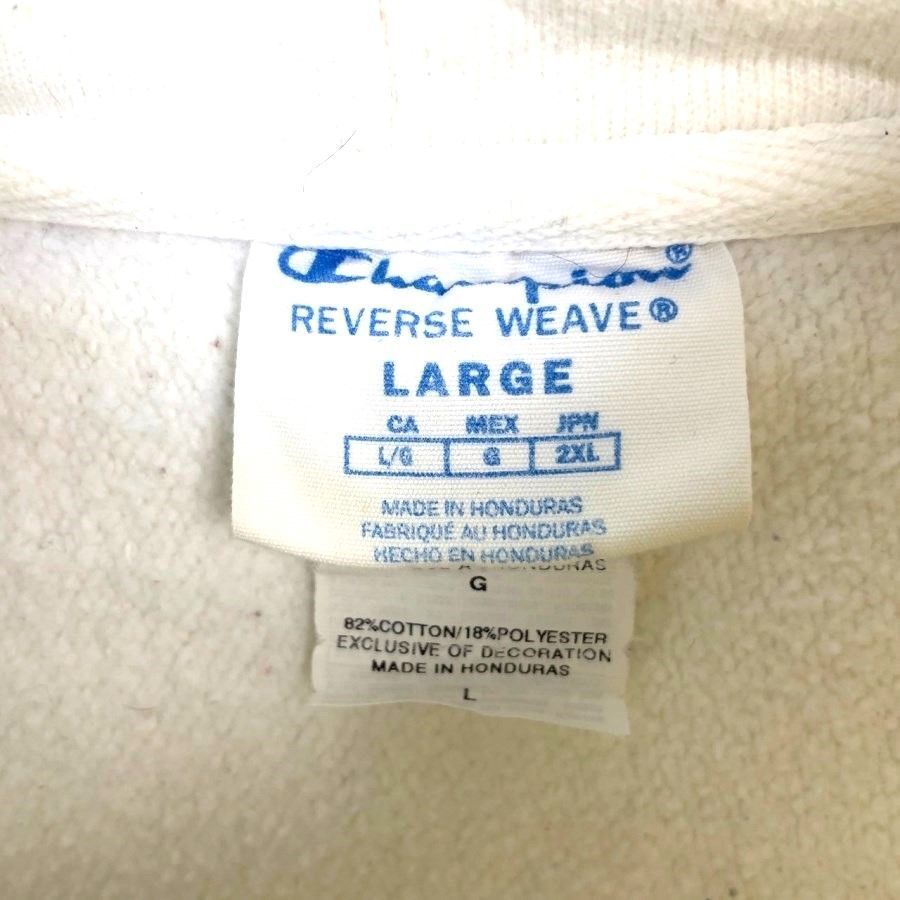 Champion®
REVERSE WEAVE®
LARGE
CA MEX JPN
L/G G 2XL
MADE IN HONDURAS
FABRIQUÉ AU HONDURAS
HECHO EN HONDURAS
HONDURAS
G
82%COTTON/18%POLYESTER
EXCLUSIVE OF DECORATION
MADE IN HONDURAS
L